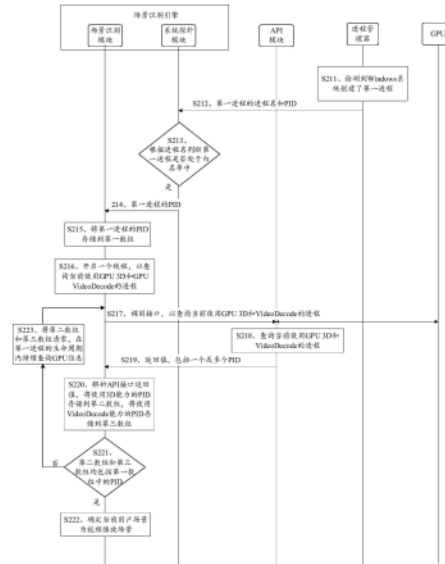 场景识别引擎
场景识别
模块
系统探针
模块
API
模块
进程管
理器
GPU
S211、检测到Windows系
统创建了第一进程
S212、第一进程的进程名和PID
S213、
根据进程名判断第
一进程是否处于白
名单中
是
214、第一进程的PID
S215、将第一进程的PID
存储到第一数组
S216、开启一个线程，以查
询当前使用GPU 3D和GPU
VideoDecode的进程
S217、调用接口，以查询当前使用GPU 3D和VideoDecode的进程
S223、将第二数组
和第三数组清零，在
第一进程的生命周期
内持续查询GPU信息
S218、查询当前使用GPU 3D和
VideoDecode的进程
S219、返回值，包括一个或多个PID
S220、解析API接口返回
值，将使用3D能力的PID
存储到第二数组，将使用
VideoDecode能力的PID存
储到第三数组
S221、
第二数组和第三
数组均包括第一数
组中的PID
否
是
S222、确定当前用户场景
为视频播放场景